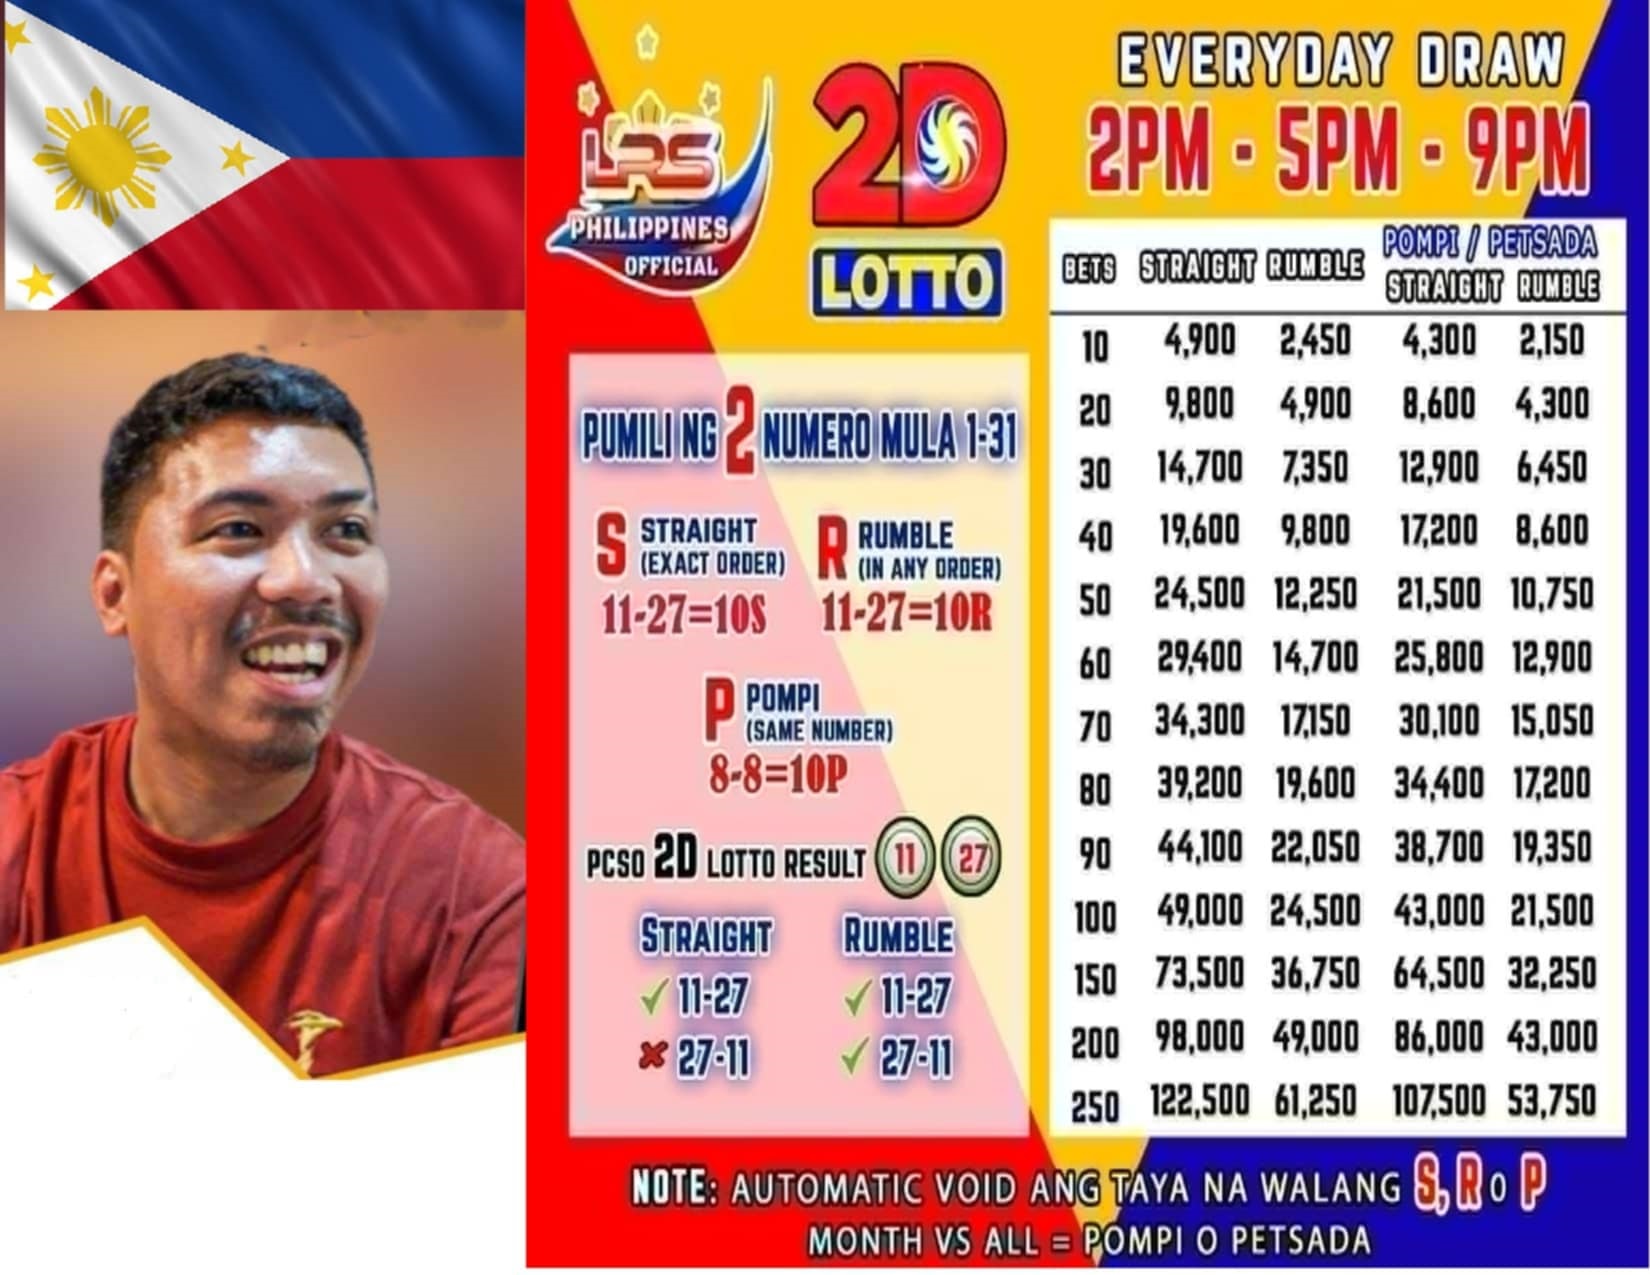 LRS
PHILIPPINES
OFFICIAL
2D
LOTTO
EVERYDAY DRAW
2PM - 5PM - 9PM
PUMILI NG 2 NUMERO MULA 1-31
S STRAIGHT
(EXACT ORDER)
11-27=10S
R RUMBLE
(IN ANY ORDER)
11-27=10R
P POMPI
(SAME NUMBER)
8-8=10P
PCSO 2D LOTTO RESULT 11 27
STRAIGHT RUMBLE
11-27 11-27
27-11 27-11
POMPI / PETSADA
BETS STRAIGHT RUMBLE STRAIGHT RUMBLE
10 4,900 2,450 4,300 2,150
20 9,800 4,900 8,600 4,300
30 14,700 7,350 12,900 6,450
40 19,600 9,800 17,200 8,600
50 24,500 12,250 21,500 10,750
60 29,400 14,700 25,800 12,900
70 34,300 17,150 30,100 15,050
80 39,200 19,600 34,400 17,200
90 44,100 22,050 38,700 19,350
100 49,000 24,500 43,000 21,500
150 73,500 36,750 64,500 32,250
200 98,000 49,000 86,000 43,000
250 122,500 61,250 107,500 53,750
NOTE: AUTOMATIC VOID ANG TAYA NA WALANG S, R O P
MONTH VS ALL = POMPI O PETSADA